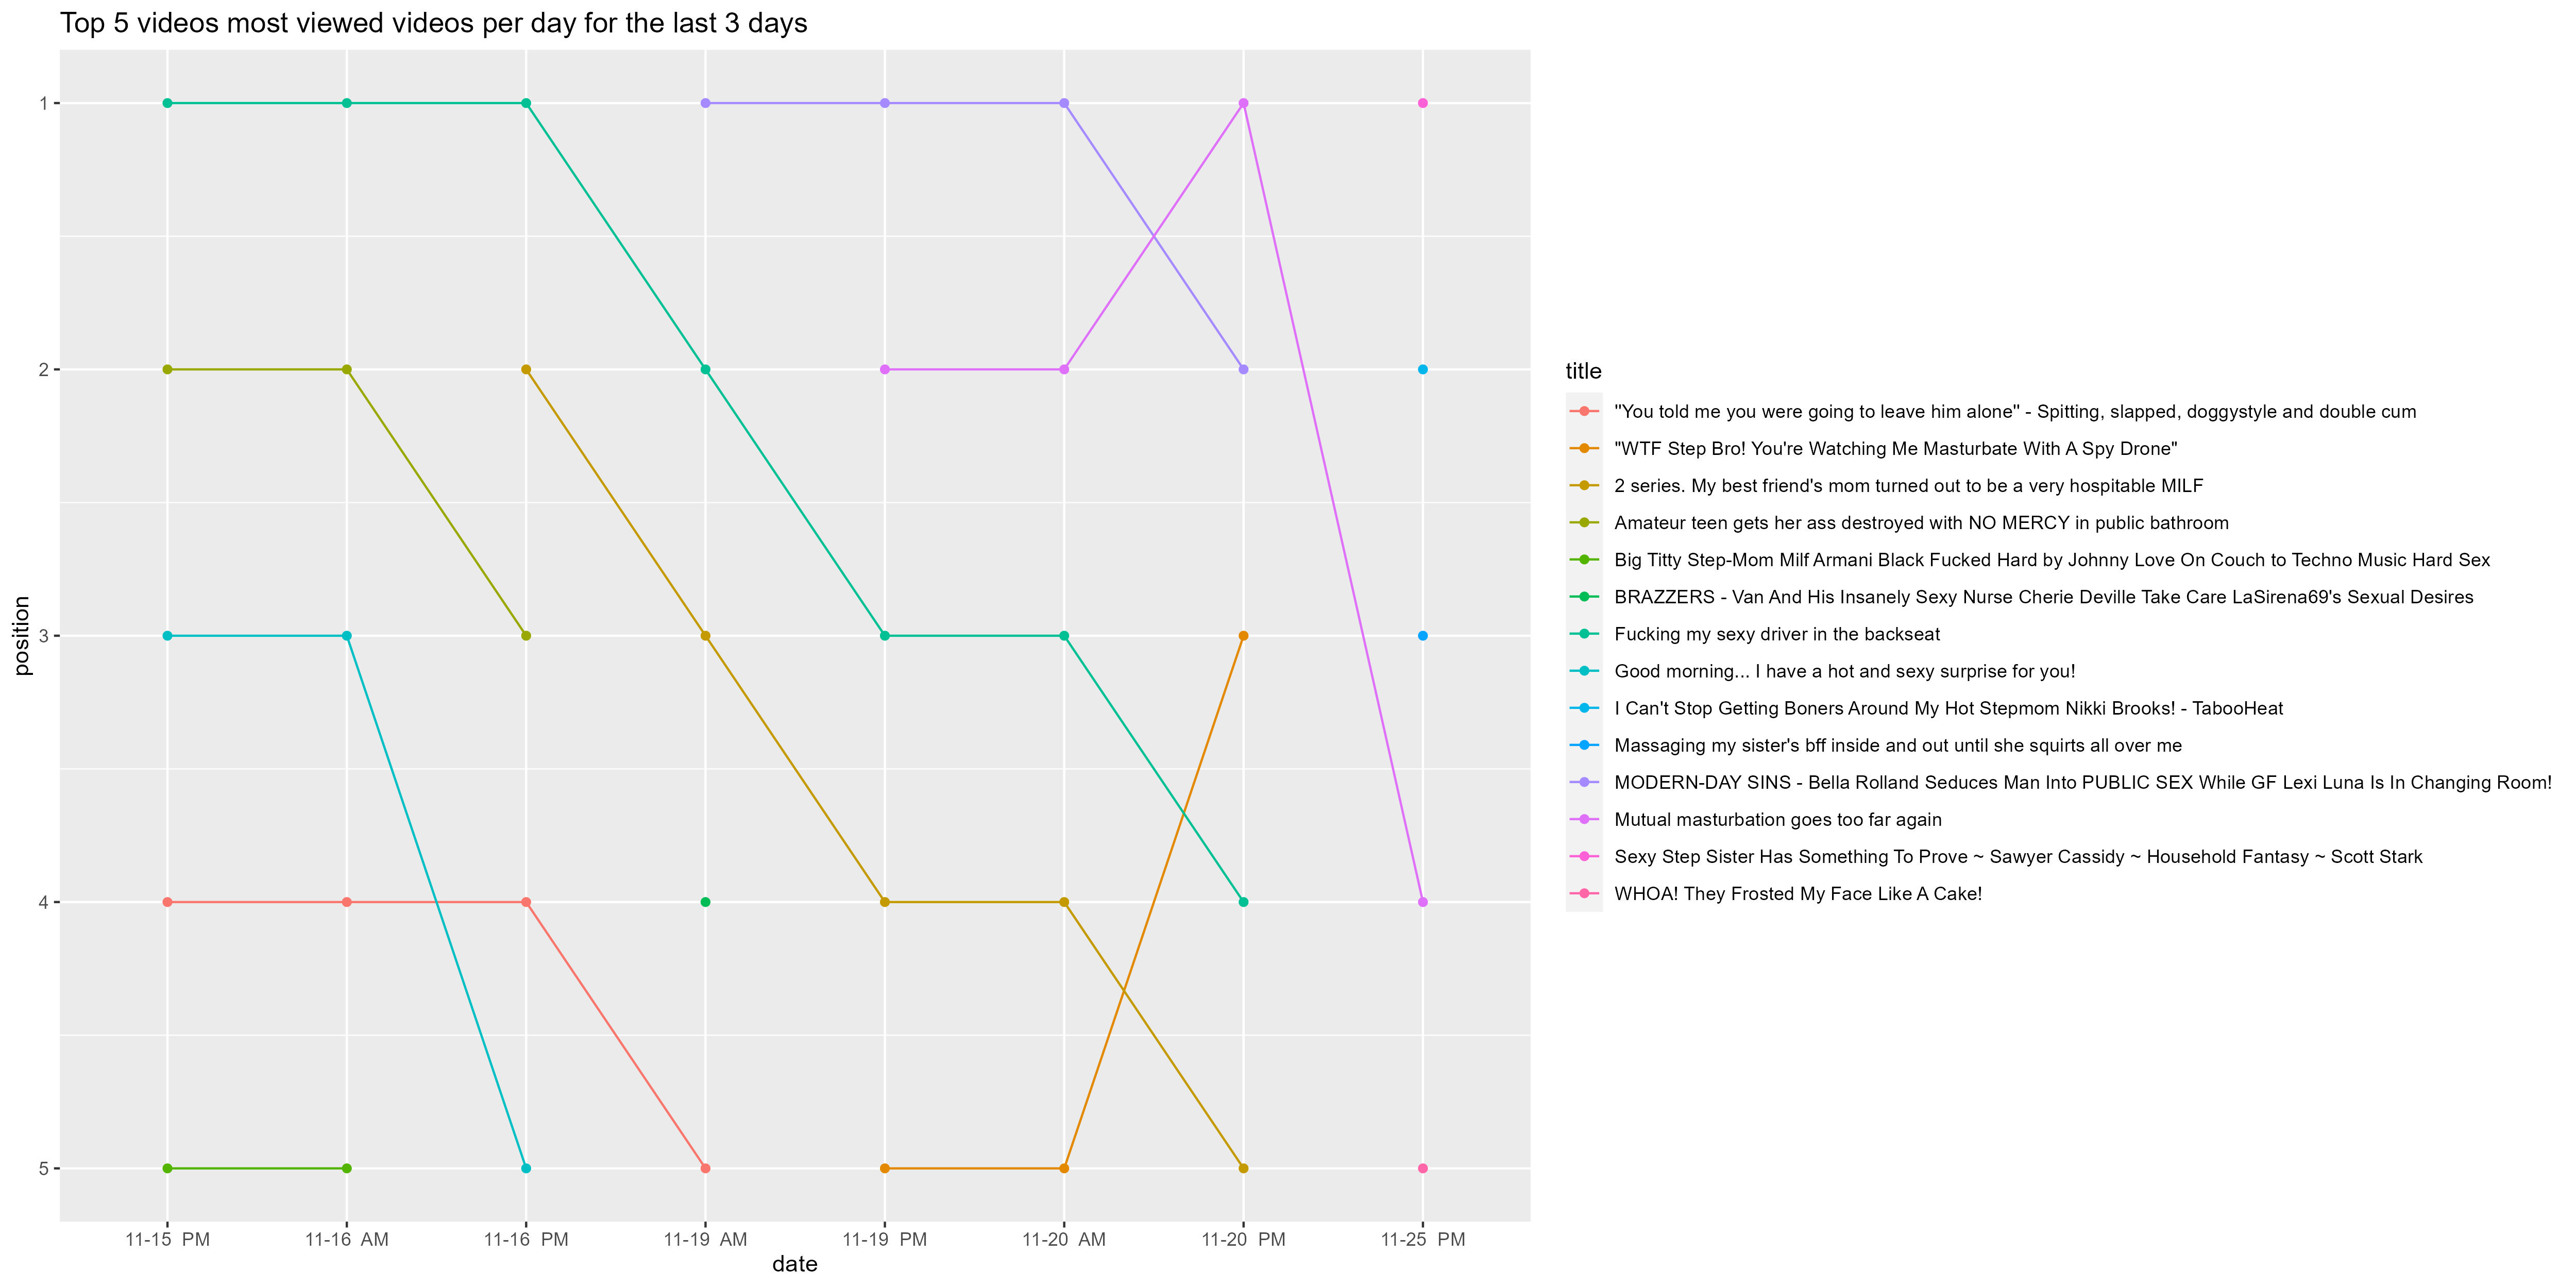 Top 5 videos most viewed videos per day for the last 3 days
position
1
2
3
4
5
11-15 PM
11-16 AM
11-16 PM
11-19 AM
11-19 PM
11-20 AM
11-20 PM
11-25 PM
date
title
"You told me you were going to leave him alone" - Spitting, slapped, doggystyle and double cum
"WTF Step Bro! You're Watching Me Masturbate With A Spy Drone"
2 series. My best friend's mom turned out to be a very hospitable MILF
Amateur teen gets her ass destroyed with NO MERCY in public bathroom
Big Titty Step-Mom Milf Armani Black Fucked Hard by Johnny Love On Couch to Techno Music Hard Sex
BRAZZERS - Van And His Insanely Sexy Nurse Cherie Deville Take Care LaSirena69's Sexual Desires
Fucking my sexy driver in the backseat
Good morning... I have a hot and sexy surprise for you!
I Can't Stop Getting Boners Around My Hot Stepmom Nikki Brooks! - TabooHeat
Massaging my sister's bff inside and out until she squirts all over me
MODERN-DAY SINS - Bella Rolland Seduces Man Into PUBLIC SEX While GF Lexi Luna Is In Changing Room!
Mutual masturbation goes too far again
Sexy Step Sister Has Something To Prove ~ Sawyer Cassidy ~ Household Fantasy ~ Scott Stark
WHOA! They Frosted My Face Like A Cake!